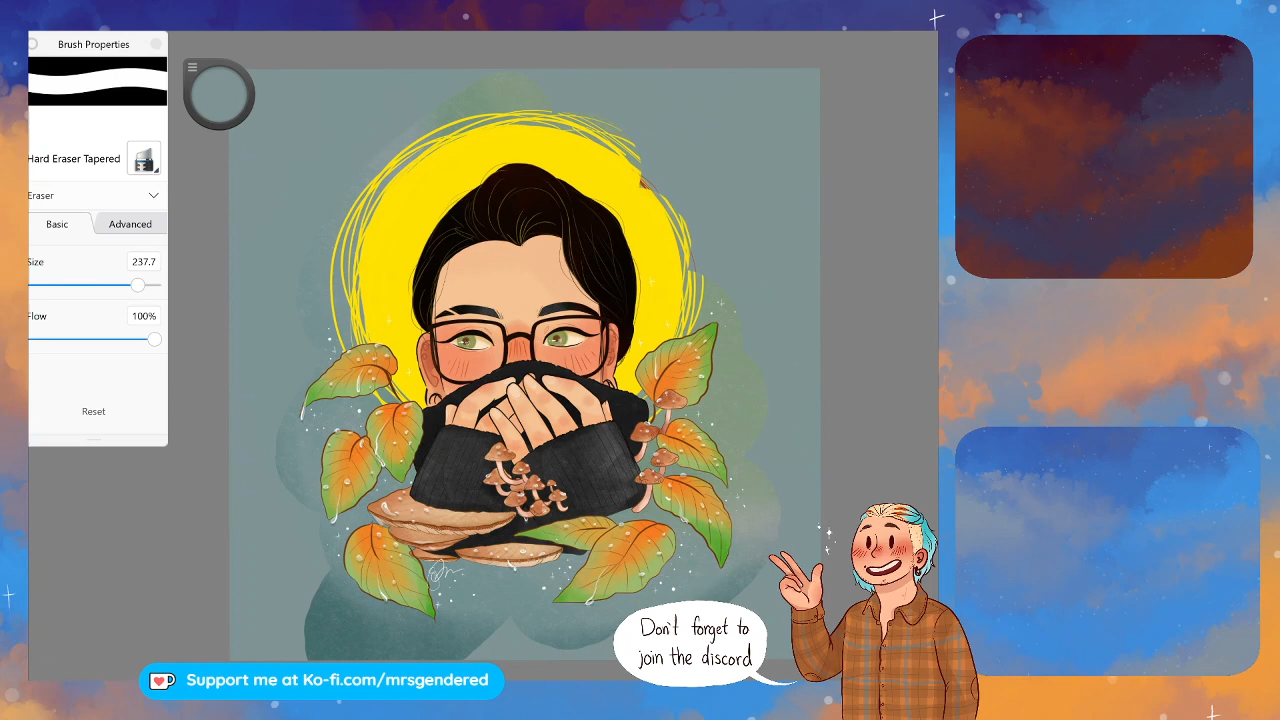 Brush Properties
Hard Eraser Tapered
Eraser
Basic
Advanced
Size
237.7
Flow
100%
Reset
Don't forget to
join the discord
Support me at Ko-fi.com/mrsgendered